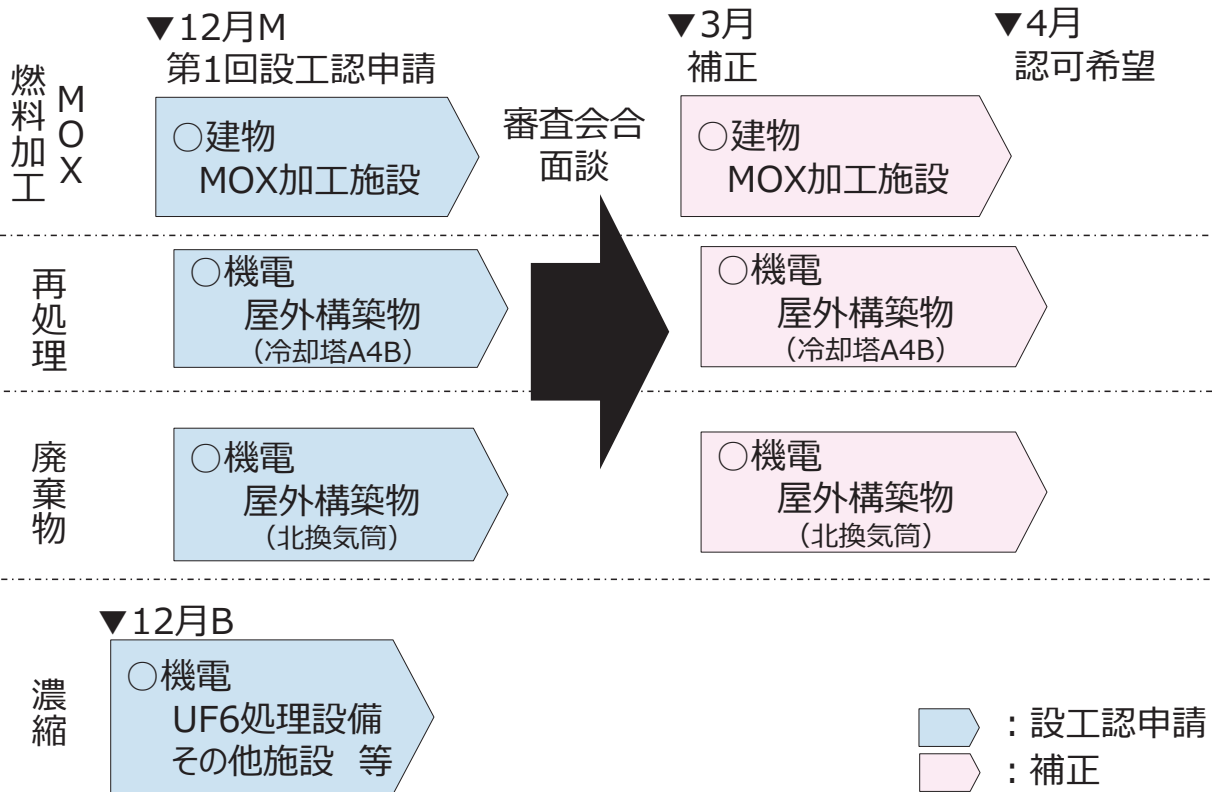 ▼12月M
第1回設工認申請
▼3月
補正
▼4月
認可希望
MOX
燃料加工
○建物
MOX加工施設
審査会合
面談
○建物
MOX加工施設
再処理
○機電
屋外構築物
（冷却塔A4B）
○機電
屋外構築物
（冷却塔A4B）
廃棄物
○機電
屋外構築物
（北換気筒）
○機電
屋外構築物
（北換気筒）
▼12月B
濃縮
○機電
UF6処理設備
その他施設　等
：設工認申請
：補正